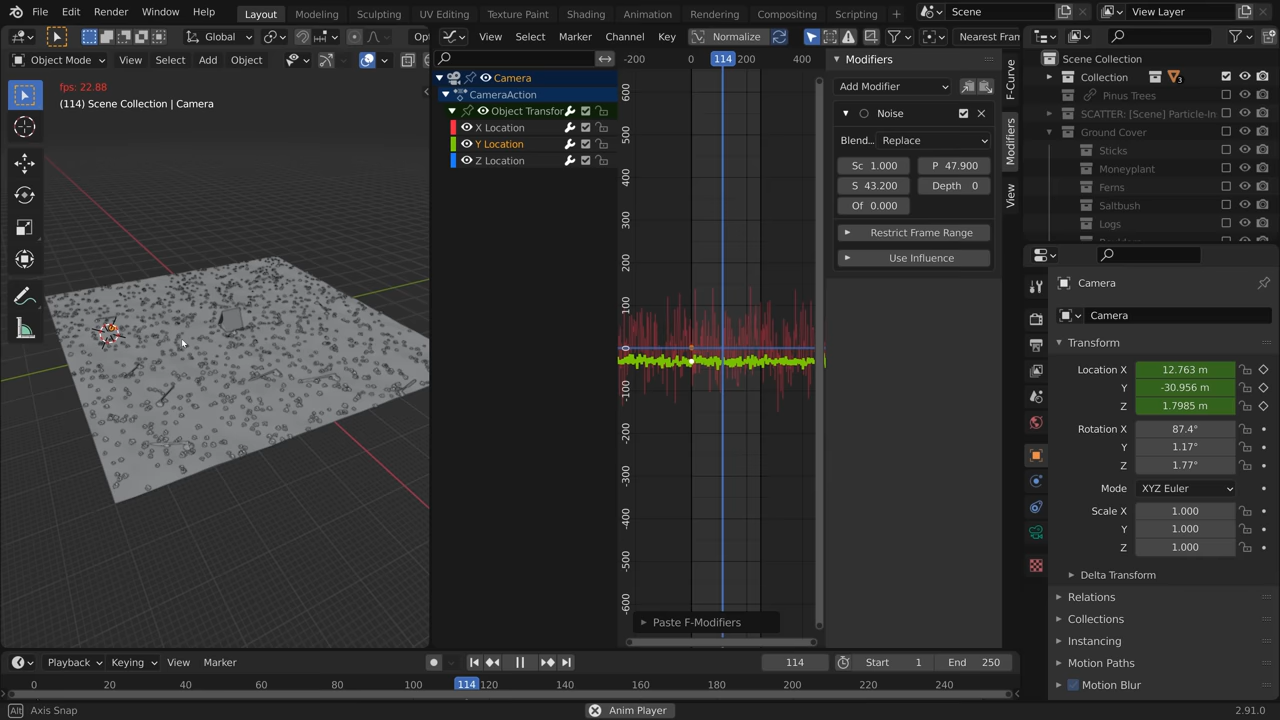 File Edit Render Window Help Layout Modeling Sculpting UV Editing Texture Paint Shading Animation Rendering Compositing Scripting + Scene View Layer
Global Opt View Select Marker Channel Key Normalize Nearest Fram
Object Mode View Select Add Object
fps: 22.88
(114) Scene Collection | Camera
Camera
CameraAction
Object Transfor
X Location
Y Location
Z Location
-200 0 114 200 400
600
500
400
300
200
100
0
-100
-200
-300
-400
-500
-600
Paste F-Modifiers
Modifiers
Add Modifier
Noise
Blend... Replace
Sc 1.000 P 47.900
S 43.200 Depth 0
Of 0.000
Restrict Frame Range
Use Influence
F-Curve
Modifiers
View
Scene Collection
Collection 3
Pinus Trees
SCATTER: [Scene] Particle-In
Ground Cover
Sticks
Moneyplant
Ferns
Saltbush
Logs
Camera
Camera
Transform
Location X 12.763 m
Y -30.956 m
Z 1.7985 m
Rotation X 87.4°
Y 1.17°
Z 1.77°
Mode XYZ Euler
Scale X 1.000
Y 1.000
Z 1.000
Delta Transform
Relations
Collections
Instancing
Motion Paths
Motion Blur
Playback Keying View Marker 114 Start 1 End 250
0 20 40 60 80 100 114 120 140 160 180 200 220 240
Alt Axis Snap Anim Player 2.91.0